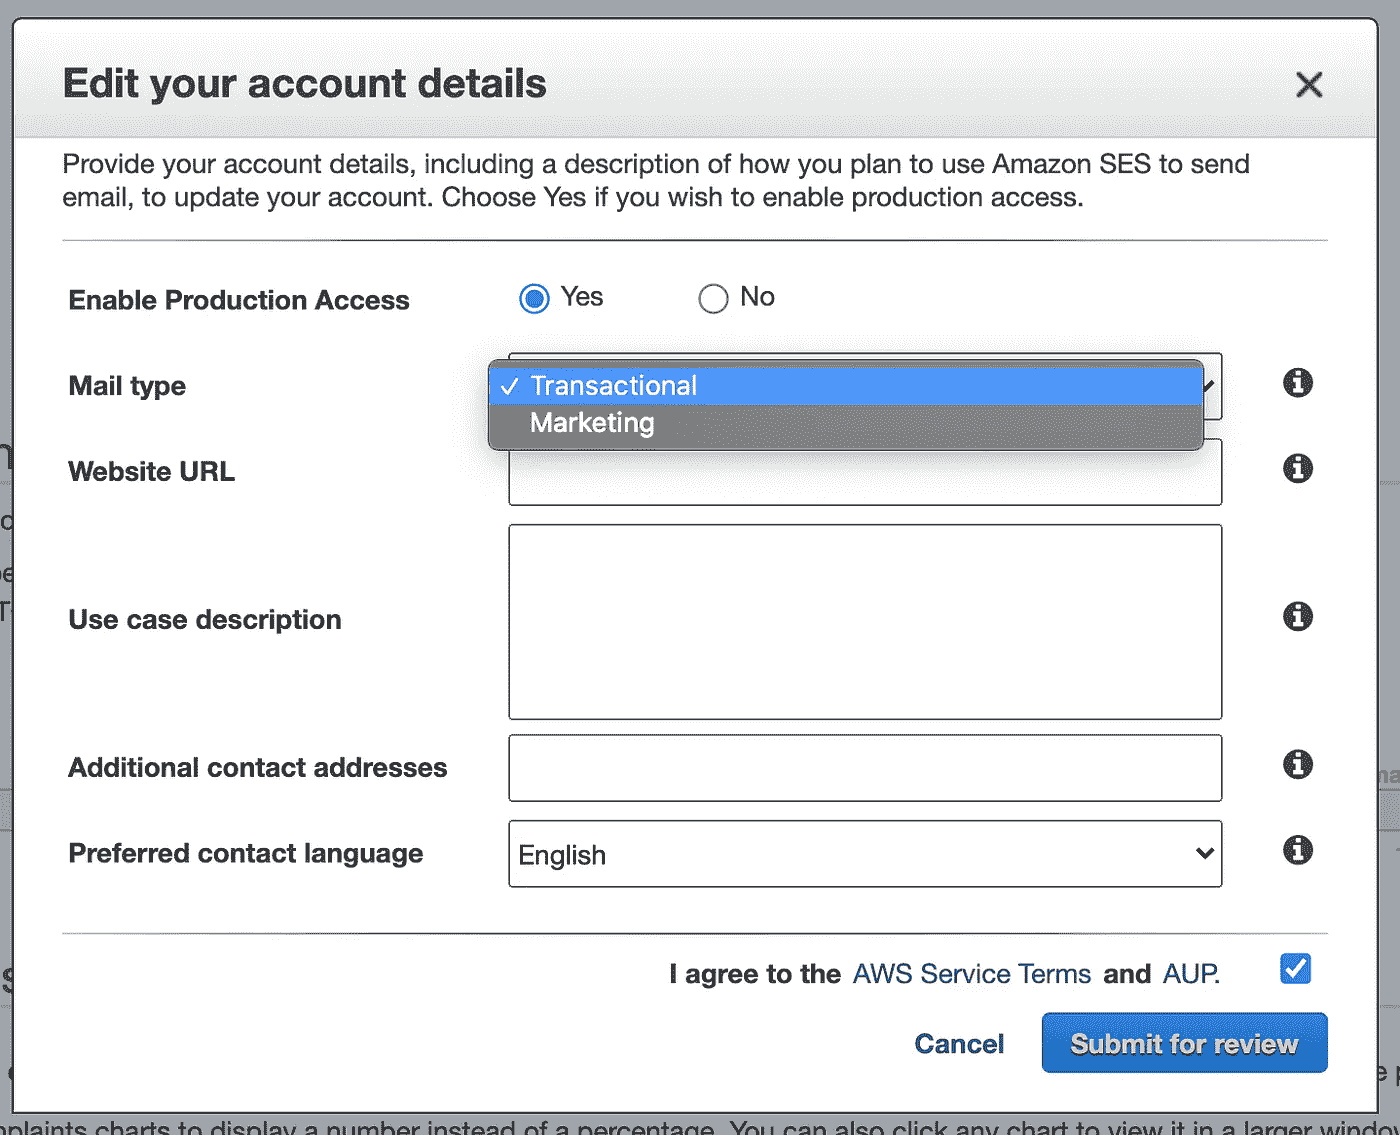 Edit your account details
Provide your account details, including a description of how you plan to use Amazon SES to send
email, to update your account. Choose Yes if you wish to enable production access.
Enable Production Access Yes No
Mail type
✓ Transactional
Marketing
Website URL
Use case description
Additional contact addresses
Preferred contact language English
I agree to the AWS Service Terms and AUP.
Cancel Submit for review
plaints charts to display a number instead of a percentage. You can also click any chart to view it in a larger window